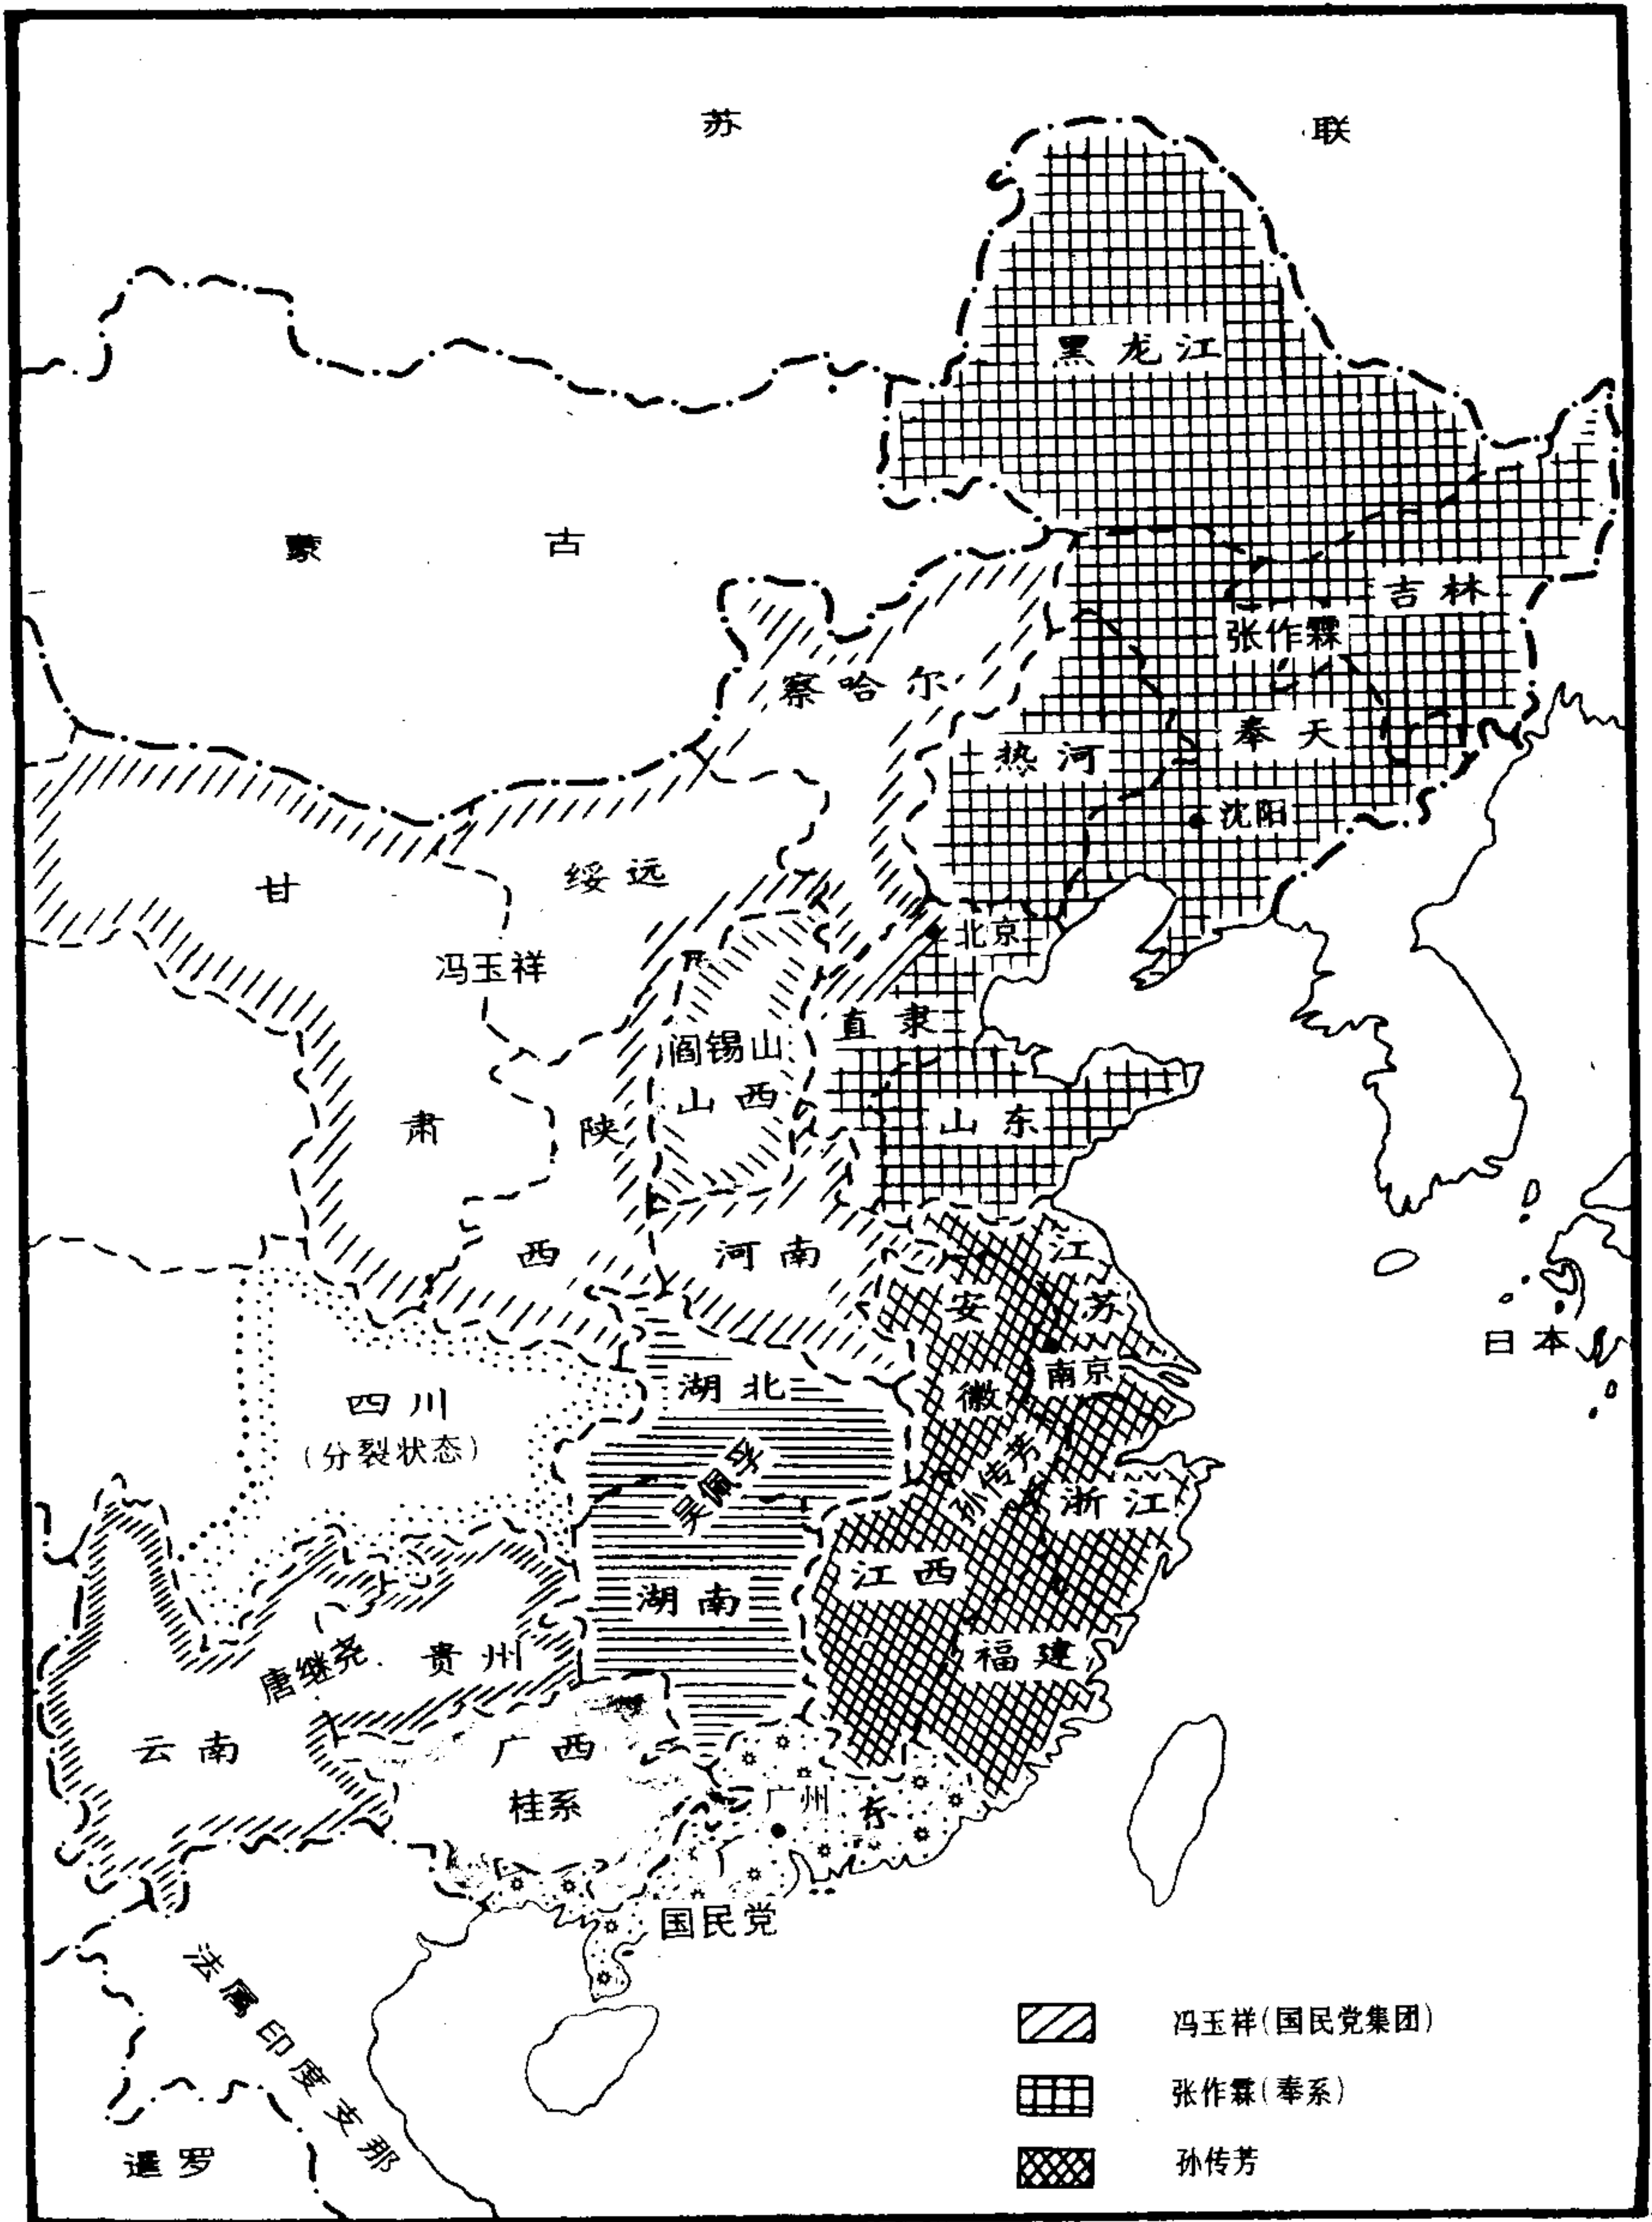 苏 联
黑龙江
蒙 古
吉林
张作霖
察哈尔
奉天
热河
沈阳
绥远
甘
北京
冯玉祥
直隶
阎锡山
山西
肃
陕
山东
西
河南
江
安
苏
日本
南京
徽
湖北
四川
(分裂状态)
吴佩孚
孙传芳
浙江
江西
湖南
福建
贵州
唐继尧
云南
广西
桂系
广州
东
国民党
法属印度支那
暹罗
冯玉祥(国民党集团)
张作霖(奉系)
孙传芳